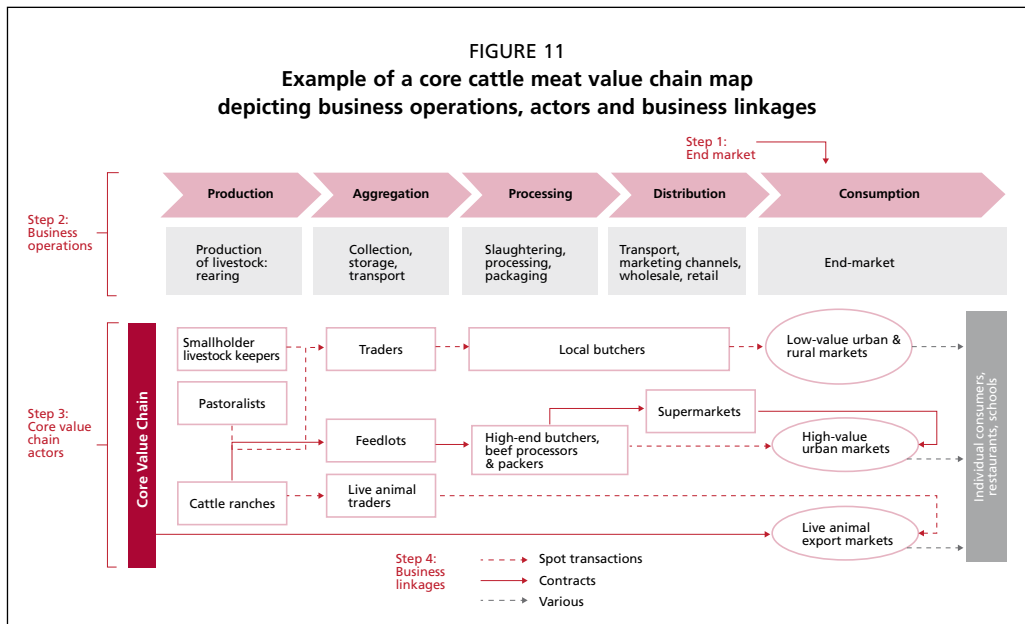 FIGURE 11
Example of a core cattle meat value chain map
depicting business operations, actors and business linkages
Step 1:
End market
Step 2:
Business
operations
Production
Aggregation
Processing
Distribution
Consumption
Production
of livestock:
rearing
Collection,
storage,
transport
Slaughtering,
processing,
packaging
Transport,
marketing channels,
wholesale, retail
End-market
Step 3:
Core value
chain
actors
Core Value Chain
Smallholder
livestock keepers
Traders
Local butchers
Low-value urban &
rural markets
Pastoralists
Feedlots
High-end butchers,
beef processors
& packers
Supermarkets
High-value
urban markets
Cattle ranches
Live animal
traders
Live animal
export markets
Individual consumers,
restaurants, schools
Step 4:
Business
linkages
Spot transactions
Contracts
Various